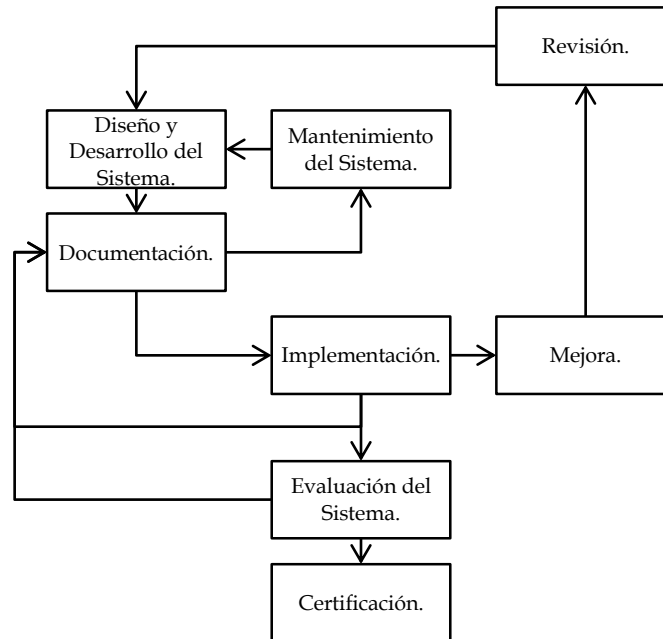 Revisión.
Diseño y
Desarrollo del
Sistema.
Mantenimiento
del Sistema.
Documentación.
Implementación.
Mejora.
Evaluación del
Sistema.
Certificación.